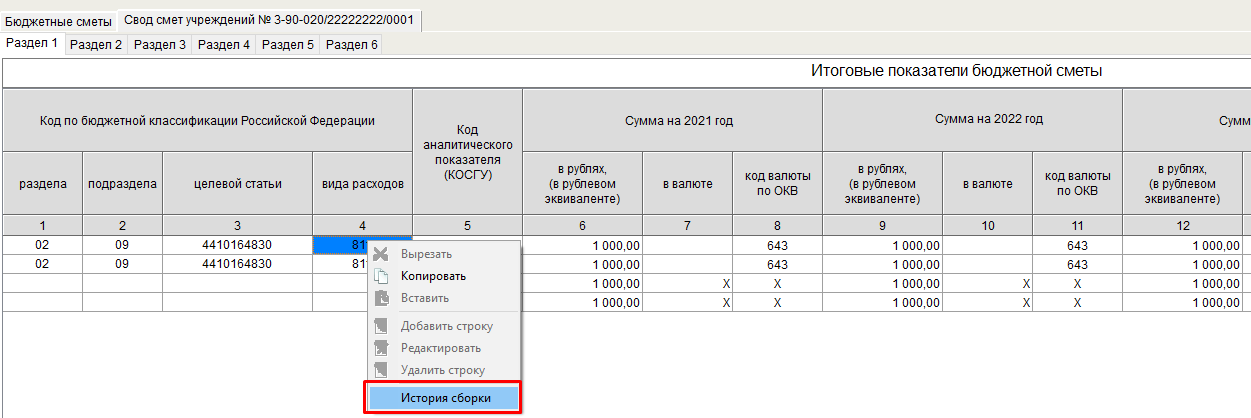 Бюджетные сметы Свод смет учреждений № 3-90-020/22222222/0001
Раздел 1 Раздел 2 Раздел 3 Раздел 4 Раздел 5 Раздел 6
Итоговые показатели бюджетной сметы
Код по бюджетной классификации Российской Федерации
Код
аналитического
показателя
(КОСГУ)
Сумма на 2021 год
Сумма на 2022 год
раздела
подраздела
целевой статьи
вида расходов
в рублях,
(в рублевом
эквиваленте)
в валюте
код валюты
по ОКВ
в рублях,
(в рублевом
эквиваленте)
в валюте
код валюты
по ОКВ
в рублях,
(в рублевом
эквиваленте)
1 2 3 4 5 6 7 8 9 10 11 12
02 09 4410164830 1 000,00 643 1 000,00 643 1 000,00
02 09 4410164830 1 000,00 643 1 000,00 643 1 000,00
1 000,00 X X 1 000,00 X X 1 000,00
1 000,00 X X 1 000,00 X X 1 000,00
Вырезать
Копировать
Вставить
Добавить строку
Редактировать
Удалить строку
История сборки